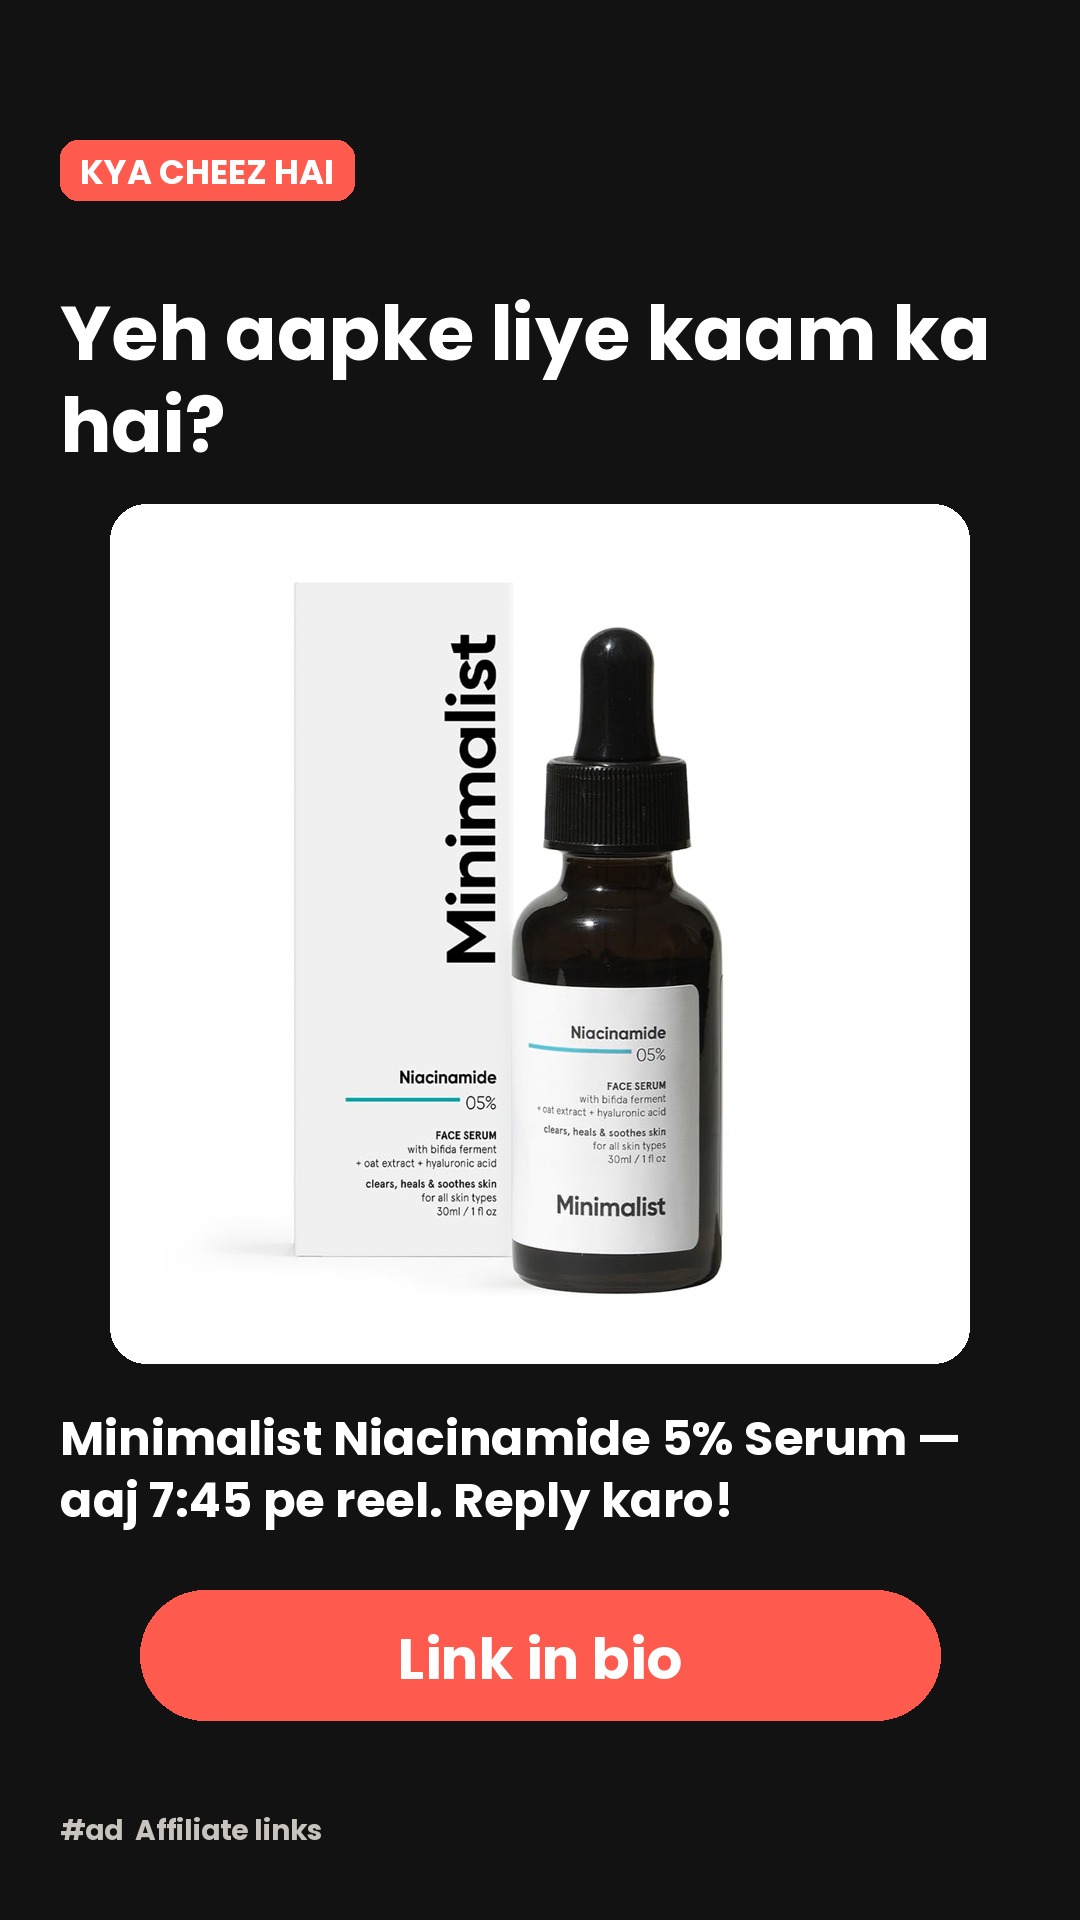 KYA CHEEZ HAI
Yeh aapke liye kaam ka
hai?
Minimalist
Niacinamide
05%
FACE SERUM
with bifida ferment
+ oat extract + hyaluronic acid
clears, heals & soothes skin
for all skin types
30ml / 1 fl oz
Niacinamide
05%
FACE SERUM
with bifida ferment
+ oat extract + hyaluronic acid
clears, heals & soothes skin
for all skin types
30ml / 1 fl oz
Minimalist
Minimalist Niacinamide 5% Serum —
aaj 7:45 pe reel. Reply karo!
Link in bio
#ad Affiliate links